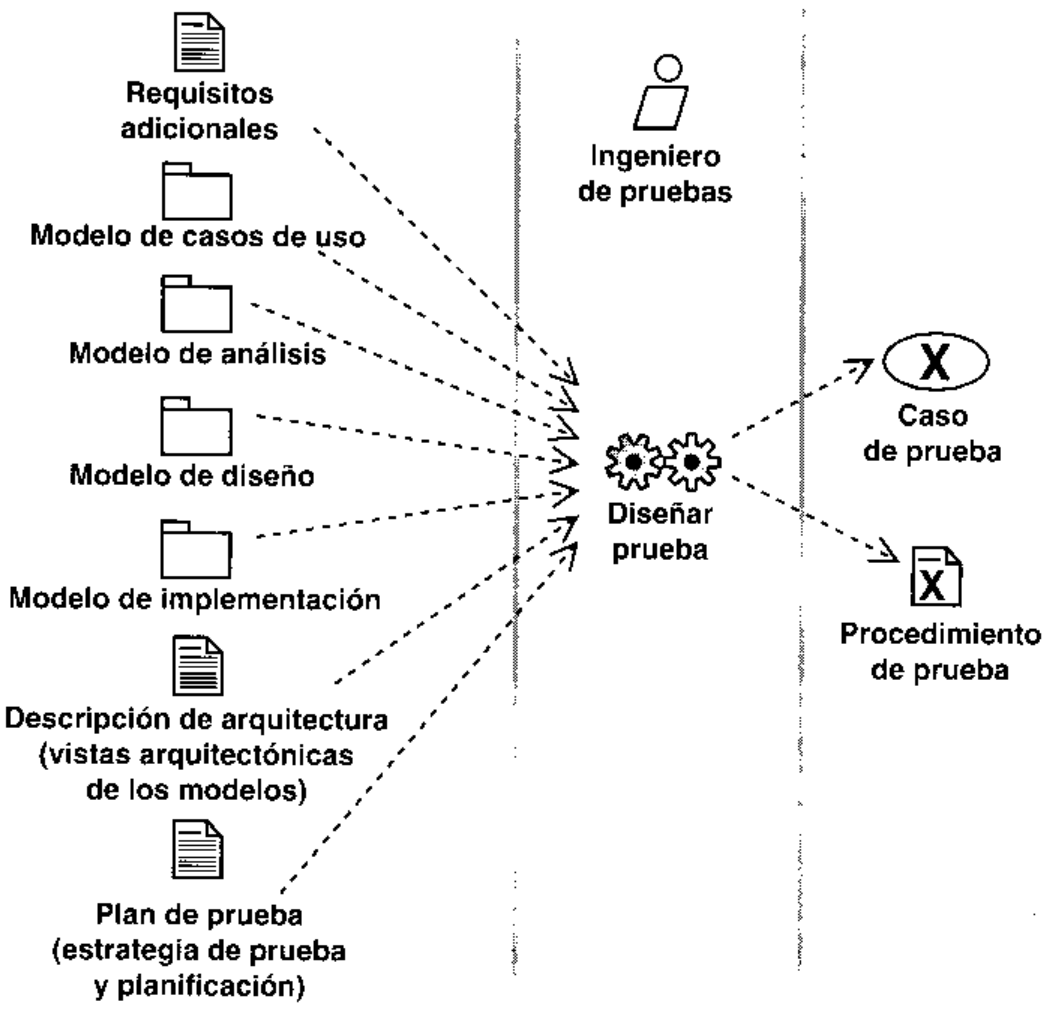 Requisitos
adicionales
Modelo de casos de uso
Modelo de análisis
Modelo de diseño
Modelo de implementación
Descripción de arquitectura
(vistas arquitectónicas
de los modelos)
Plan de prueba
(estrategia de prueba
y planificación)
Ingeniero
de pruebas
Diseñar
prueba
X
Caso
de prueba
X
Procedimiento
de prueba